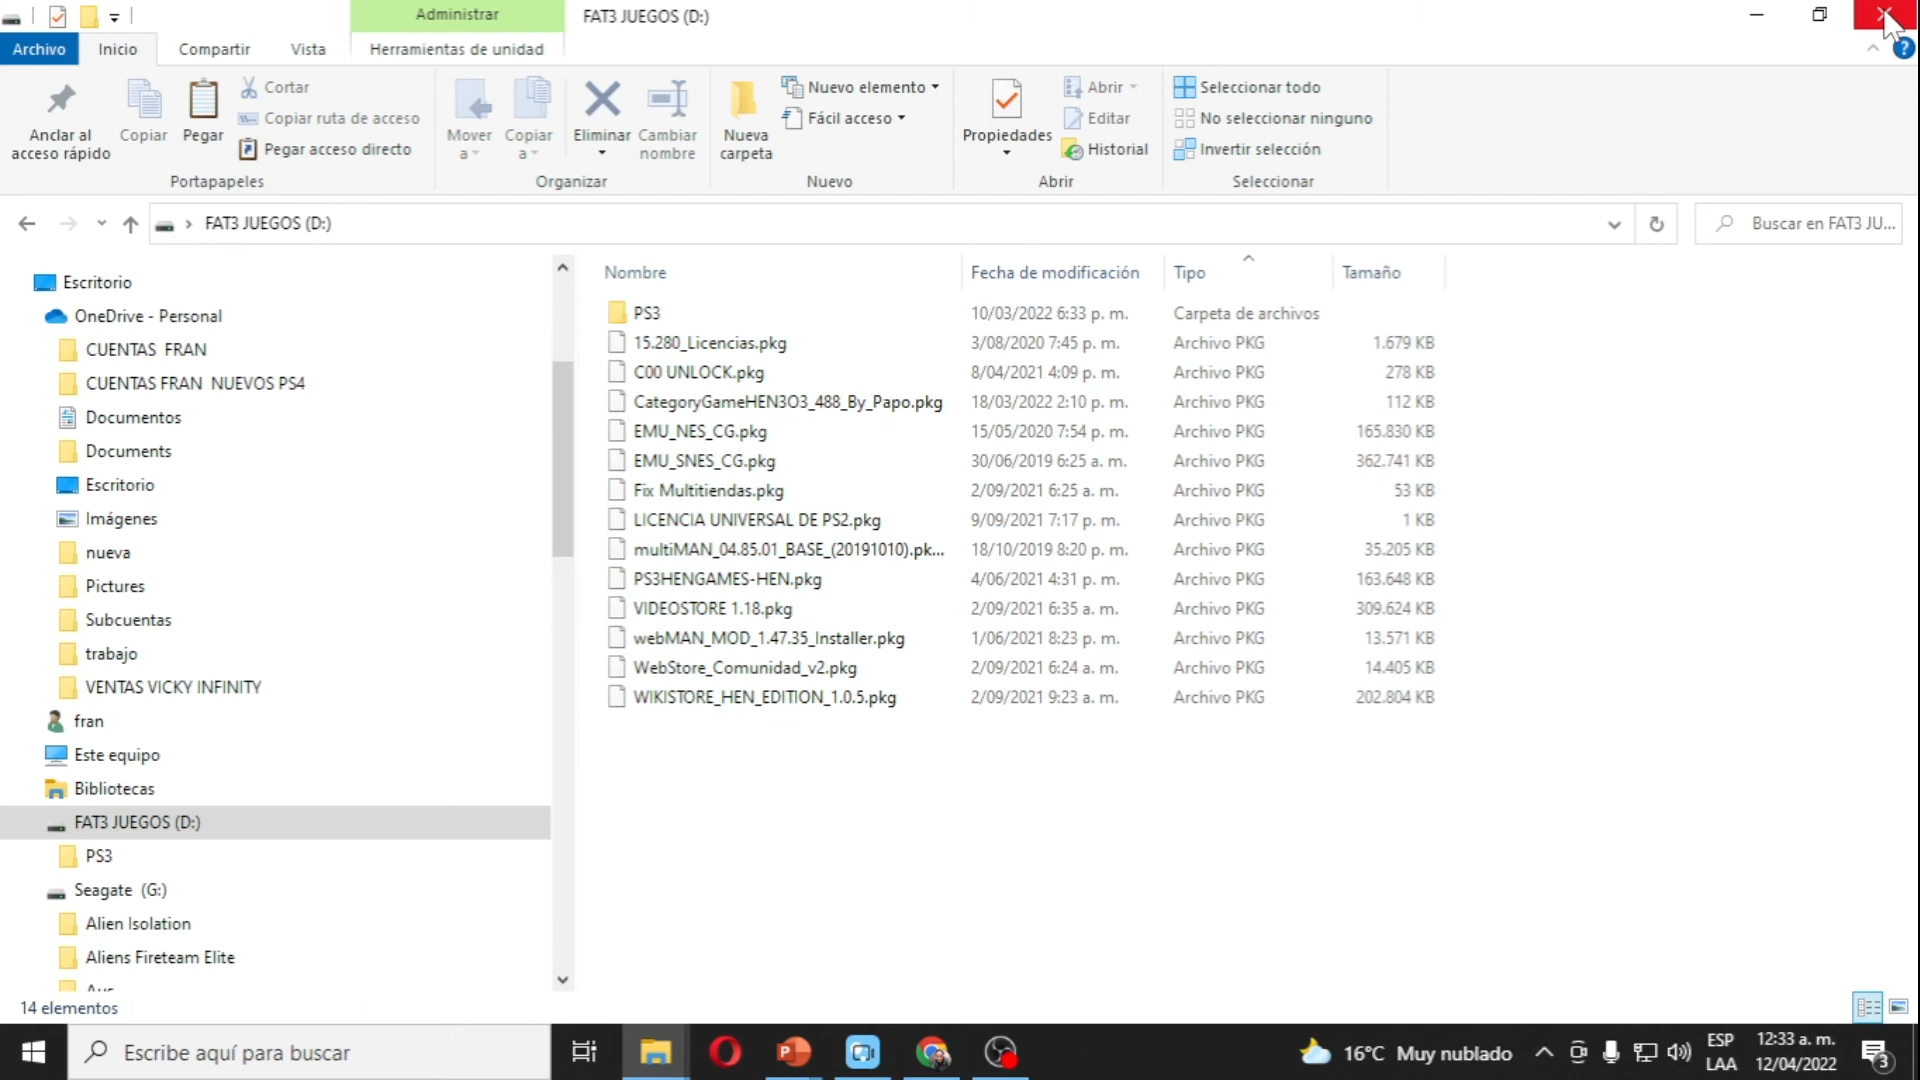 Administrar
FAT3 JUEGOS (D:)
Archivo
Inicio
Compartir
Vista
Herramientas de unidad
Anclar al
acceso rápido
Copiar
Pegar
Cortar
Copiar ruta de acceso
Pegar acceso directo
Portapapeles
Mover
a
Copiar
a
Eliminar
Cambiar
nombre
Organizar
Nueva
carpeta
Nuevo elemento
Fácil acceso
Nuevo
Propiedades
Abrir
Editar
Historial
Abrir
Seleccionar todo
No seleccionar ninguno
Invertir selección
Seleccionar
FAT3 JUEGOS (D:)
Buscar en FAT3 JU...
Escritorio
OneDrive - Personal
CUENTAS FRAN
CUENTAS FRAN NUEVOS PS4
Documentos
Documents
Escritorio
Imágenes
nueva
Pictures
Subcuentas
trabajo
VENTAS VICKY INFINITY
fran
Este equipo
Bibliotecas
FAT3 JUEGOS (D:)
PS3
Seagate (G:)
Alien Isolation
Aliens Fireteam Elite
Nombre Fecha de modificación Tipo Tamaño
PS3 10/03/2022 6:33 p. m. Carpeta de archivos
15.280_Licencias.pkg 3/08/2020 7:45 p. m. Archivo PKG 1.679 KB
C00 UNLOCK.pkg 8/04/2021 4:09 p. m. Archivo PKG 278 KB
CategoryGameHEN3O3_488_By_Papo.pkg 18/03/2022 2:10 p. m. Archivo PKG 112 KB
EMU_NES_CG.pkg 15/05/2020 7:54 p. m. Archivo PKG 165.830 KB
EMU_SNES_CG.pkg 30/06/2019 6:25 a. m. Archivo PKG 362.741 KB
Fix Multitiendas.pkg 2/09/2021 6:25 a. m. Archivo PKG 53 KB
LICENCIA UNIVERSAL DE PS2.pkg 9/09/2021 7:17 p. m. Archivo PKG 1 KB
multiMAN_04.85.01_BASE_(20191010).pk... 18/10/2019 8:20 p. m. Archivo PKG 35.205 KB
PS3HENGAMES-HEN.pkg 4/06/2021 4:31 p. m. Archivo PKG 163.648 KB
VIDEOSTORE 1.18.pkg 2/09/2021 6:35 a. m. Archivo PKG 309.624 KB
webMAN_MOD_1.47.35_Installer.pkg 1/06/2021 8:23 p. m. Archivo PKG 13.571 KB
WebStore_Comunidad_v2.pkg 2/09/2021 6:24 a. m. Archivo PKG 14.405 KB
WIKISTORE_HEN_EDITION_1.0.5.pkg 2/09/2021 9:23 a. m. Archivo PKG 202.804 KB
14 elementos
Escribe aquí para buscar
16°C Muy nublado
ESP
LAA
12:33 a. m.
12/04/2022
3